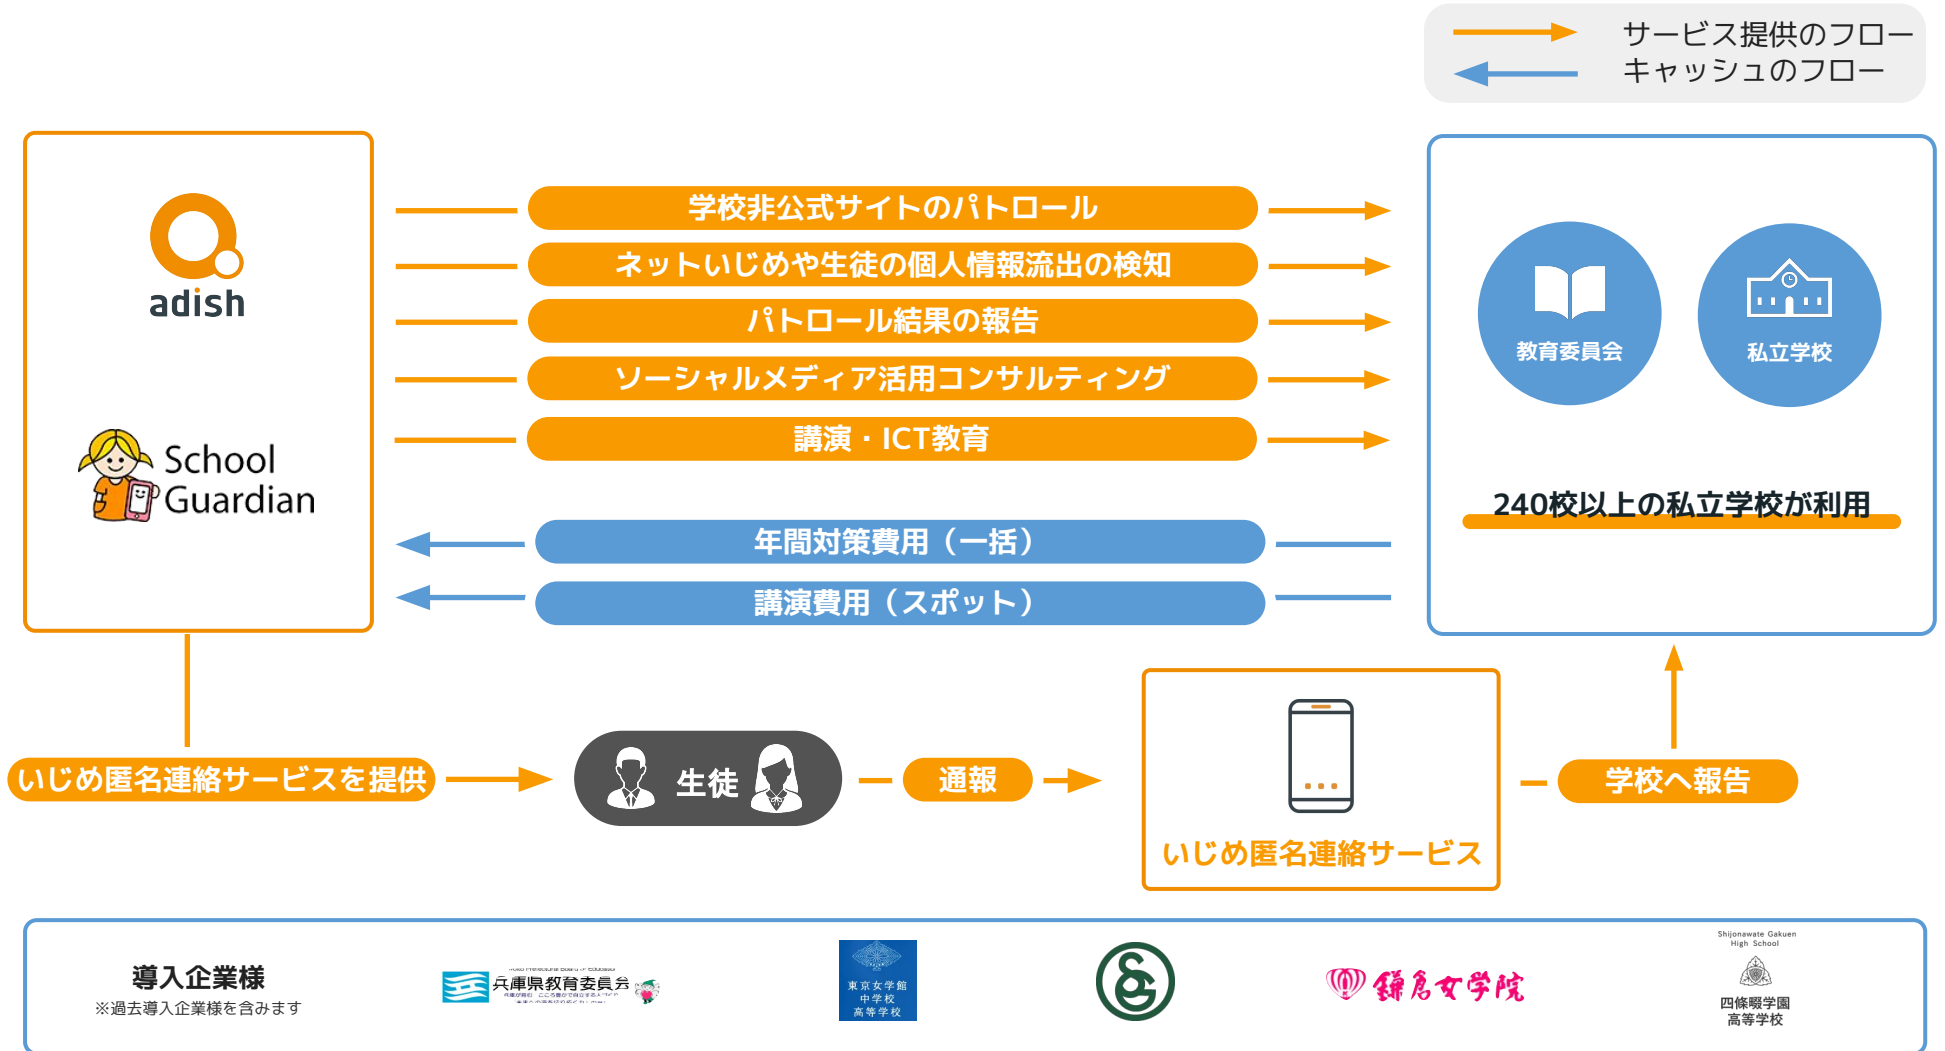 サービス提供のフロー
キャッシュのフロー
adish
School
Guardian
学校非公式サイトのパトロール
ネットいじめや生徒の個人情報流出の検知
パトロール結果の報告
ソーシャルメディア活用コンサルティング
講演・ICT教育
年間対策費用（一括）
講演費用（スポット）
教育委員会
私立学校
240校以上の私立学校が利用
いじめ匿名連絡サービスを提供
生徒
通報
いじめ匿名連絡サービス
学校へ報告
導入企業様
※過去導入企業様を含みます
兵庫県教育委員会
東京女学館
中学校
高等学校
鎌倉女学院
Shijonawate Gakuen
High School
四條畷学園
高等学校